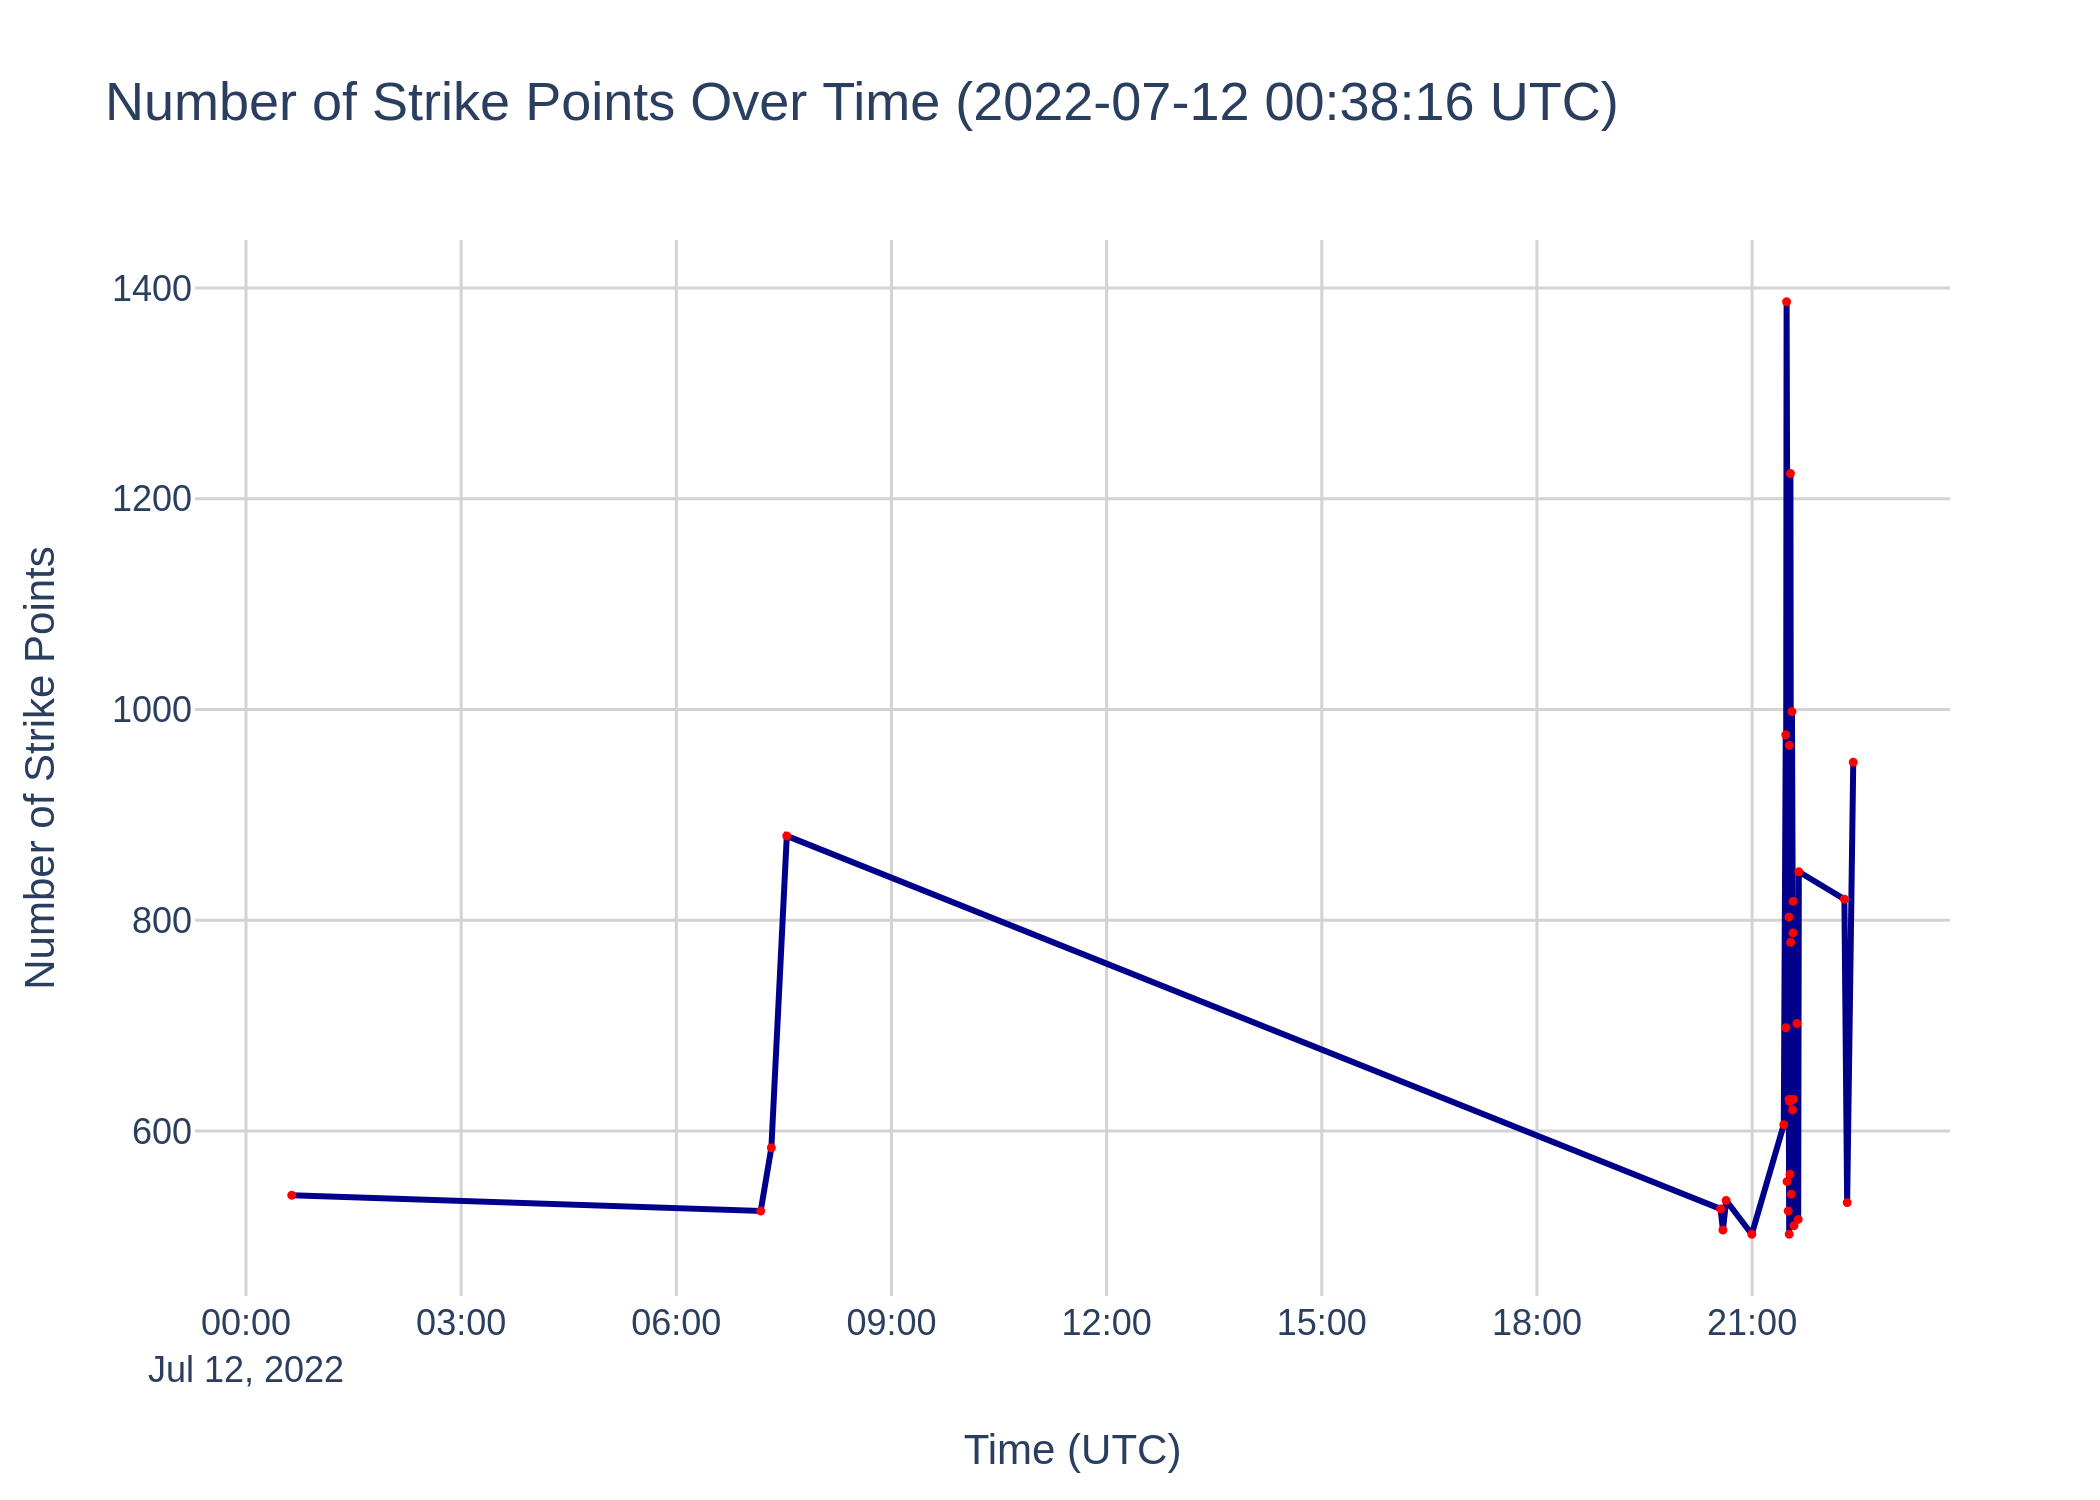 Number of Strike Points Over Time (2022-07-12 00:38:16 UTC)
Number of Strike Points
1400
1200
1000
800
600
00:00 03:00 06:00 09:00 12:00 15:00 18:00 21:00
Jul 12, 2022
Time (UTC)